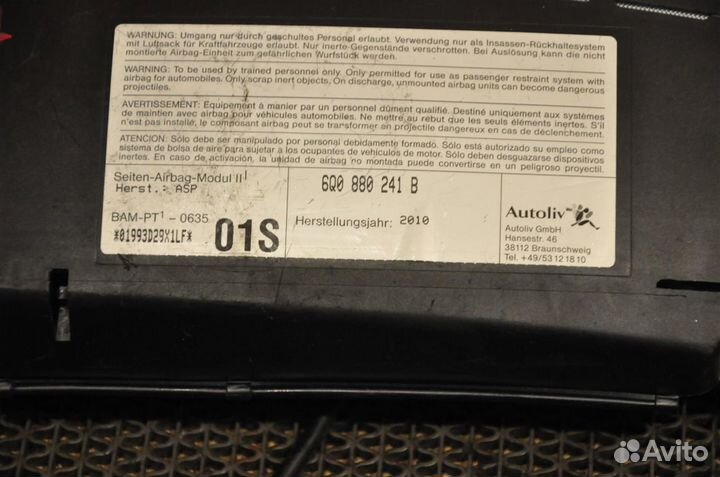 WARNUNG: Umgang nur durch geschultes Personal erlaubt. Verwendung nur als Insassen-Rückhaltesystem
mit Luftsack für Kraftfahrzeuge erlaubt. Nur inerte Gegenstände verschrotten. Bei Auslösung kann die nicht
montierte Airbag-Einheit zum gefährlichen Wurfstück werden.
WARNING: To be used by trained personnel only. Only permitted for use as passenger restraint system with
airbag for automobiles. Only scrap inert objects. On discharge, unmounted airbag units can become dangerous
projectiles.
AVERTISSEMENT: Equipement à manier par un personnel dûment qualifié. Destiné uniquement aux systèmes
de maintien avec airbag pour véhicules automobiles. Ne mettre au rebut que les seuls éléments inertes. S'il
n'est pas installé, le composant airbag peut se transformer en projectile dangereux en cas de déclenchement.
ATENCION: Sólo debe ser manipulado por personal debidamente formado. Sólo está autorizado su empleo como
sistema de bolsa de aire para sujetar a los ocupantes de vehículos de motor. Sólo deben desguazarse dispositivos
inertes. En caso de activación, la unidad de airbag no montada puede convertirse en un peligroso proyectil.
Seiten-Airbag-Modul II
Herst.: ASP
6Q0 880 241 B
BAM-PT¹ - 0635
*01993D29X1LF*
01S
Herstellungsjahr: 2010
Autoliv
Autoliv GmbH
Hansestr. 46
38112 Braunschweig
Tel. +49/53 12 18 10
Avito